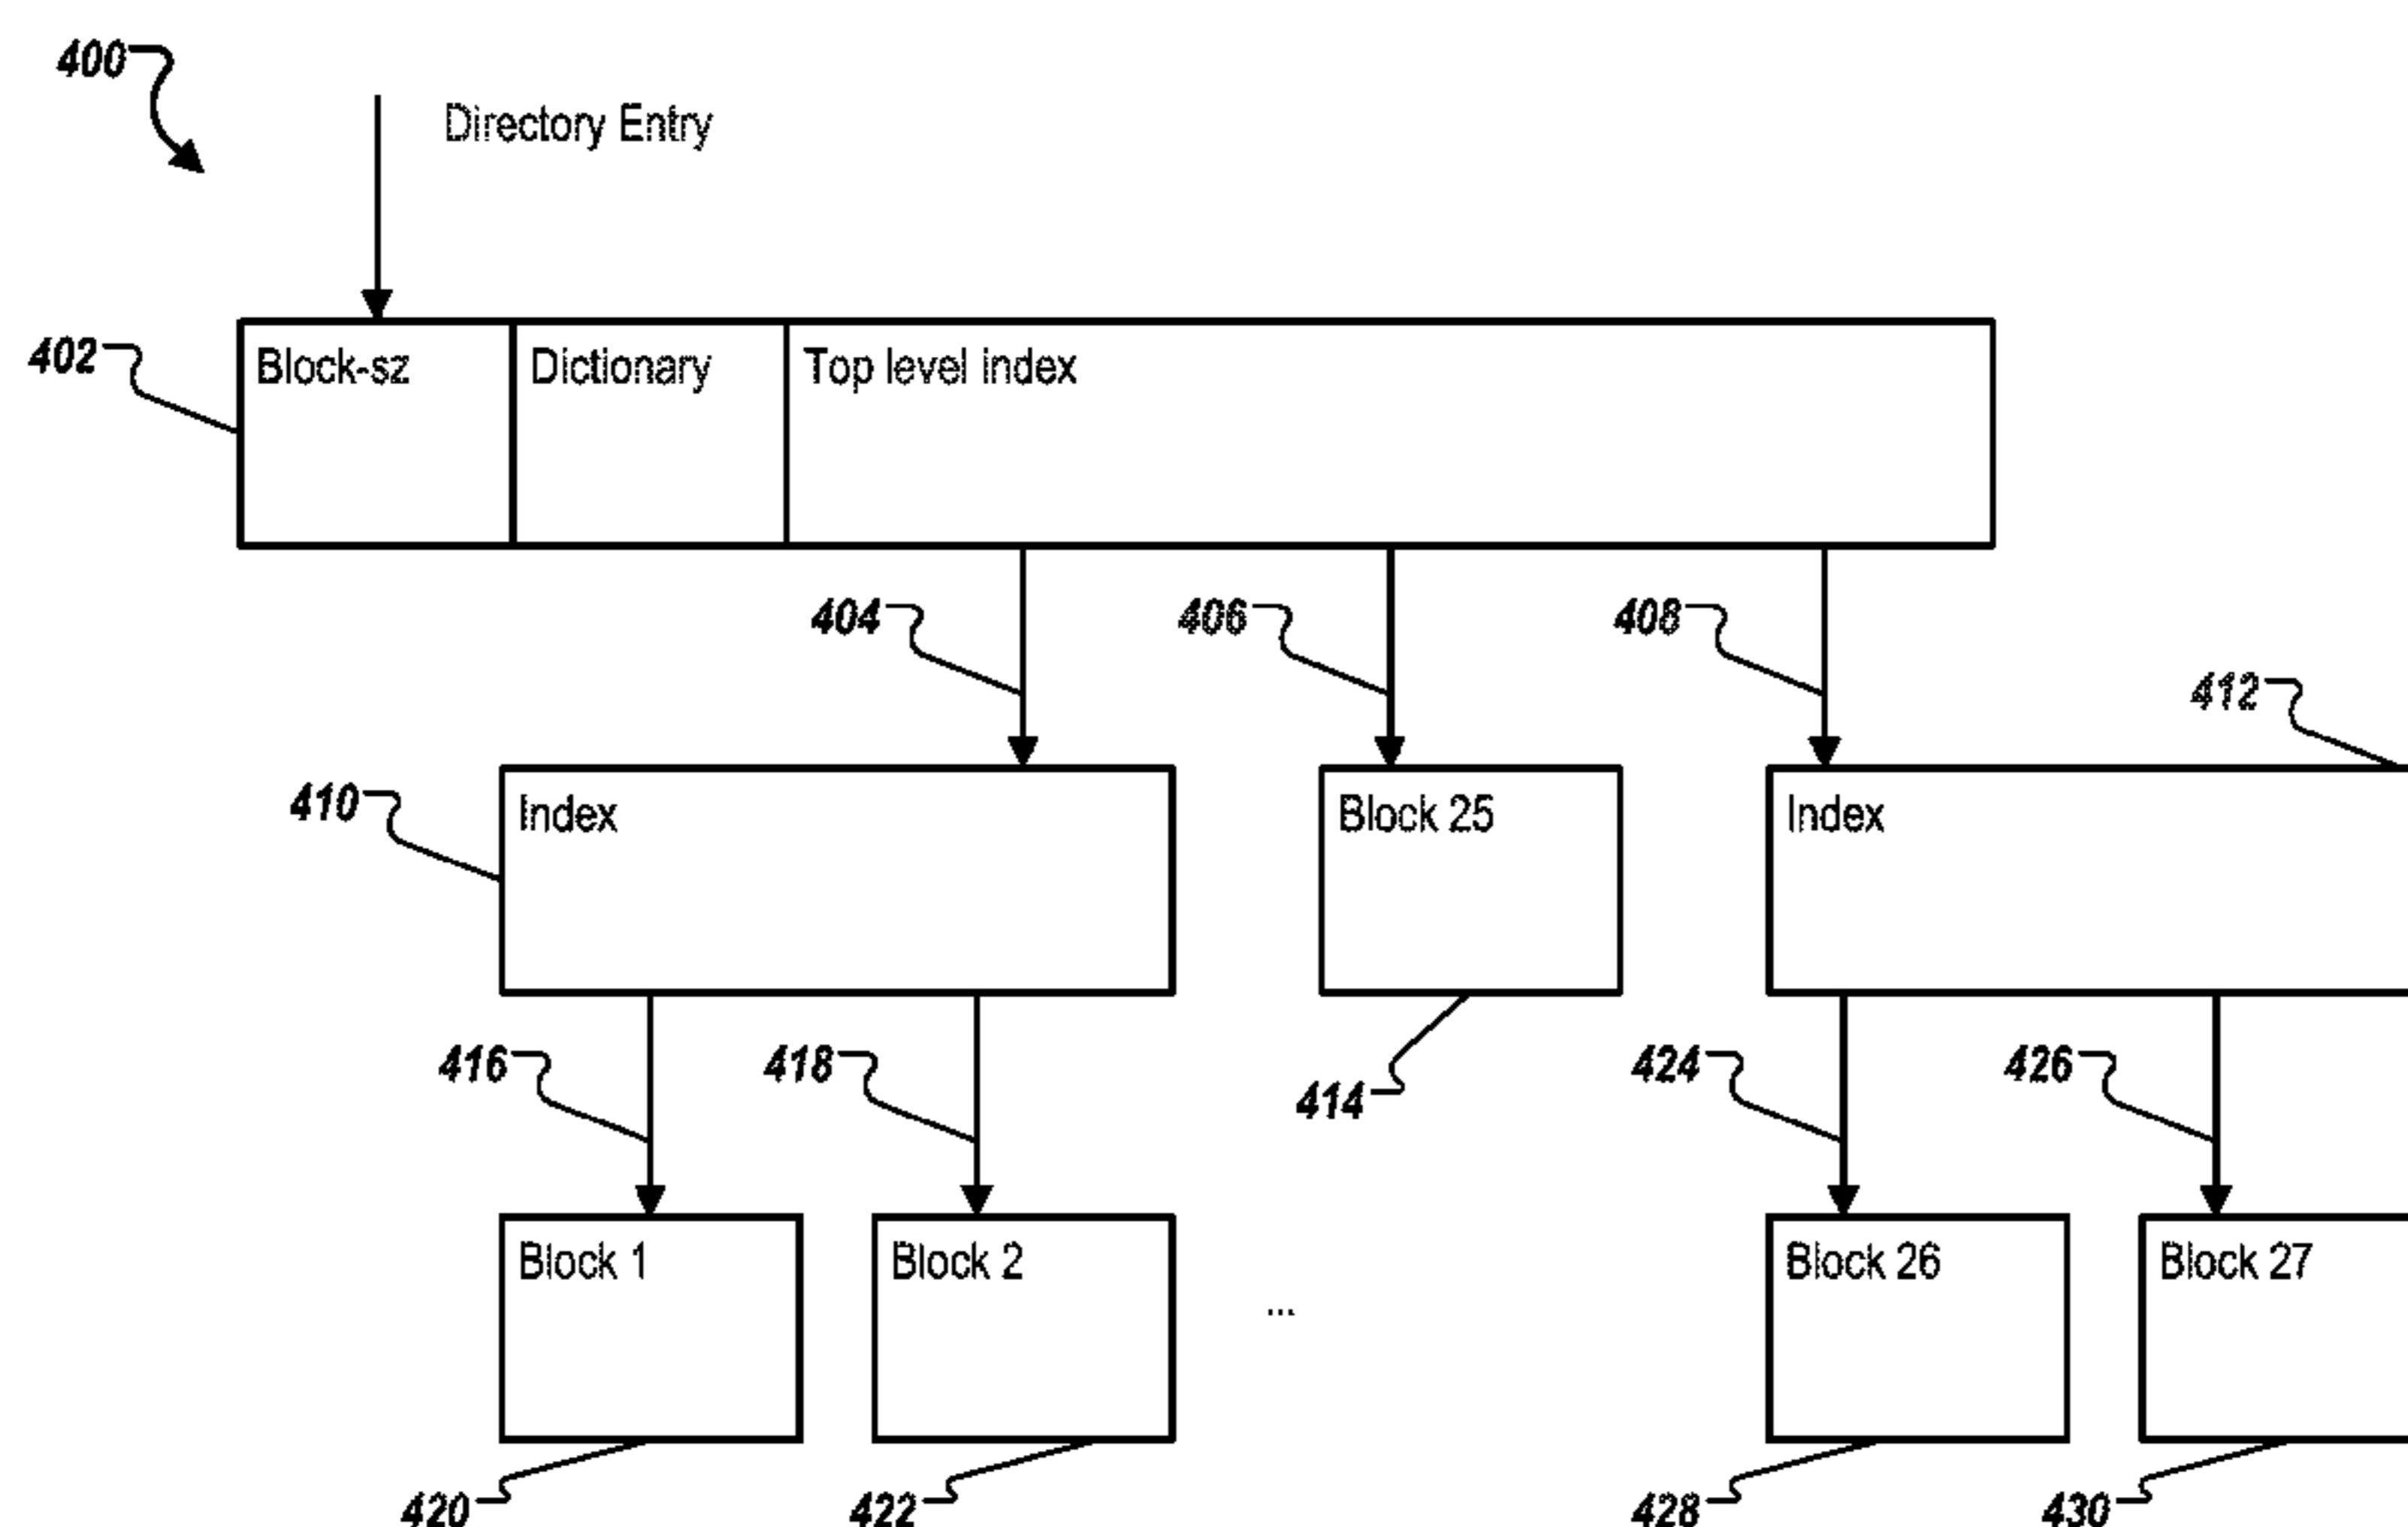 400
Directory Entry
402
Block-sz
Dictionary
Top level index
404
406
408
412
410
Index
Block 25
Index
416
418
414
424
426
Block 1
Block 2
...
Block 26
Block 27
420
422
428
430